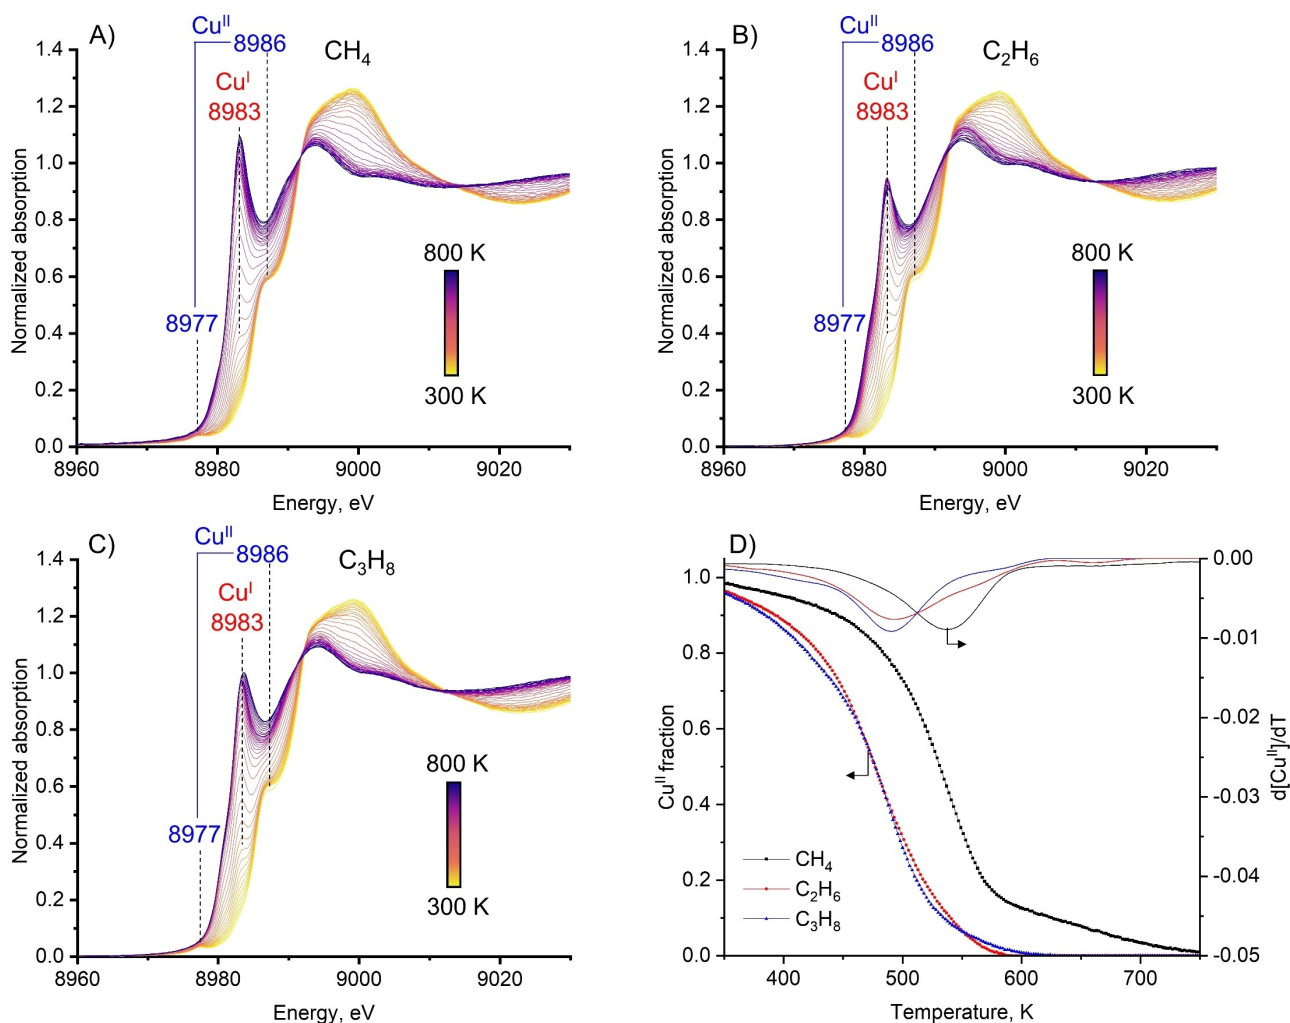 A)
Cu^II
8986
CH4
Cu^I
8983
8977
800 K
300 K
1.4
1.2
1.0
0.8
0.6
0.4
0.2
0.0
Normalized absorption
8960
8980
9000
9020
Energy, eV
B)
Cu^II
8986
C2H6
Cu^I
8983
8977
800 K
300 K
1.4
1.2
1.0
0.8
0.6
0.4
0.2
0.0
Normalized absorption
8960
8980
9000
9020
Energy, eV
C)
Cu^II
8986
C3H8
Cu^I
8983
8977
800 K
300 K
1.4
1.2
1.0
0.8
0.6
0.4
0.2
0.0
Normalized absorption
8960
8980
9000
9020
Energy, eV
D)
1.0
0.8
0.6
0.4
0.2
0.0
Cu^II fraction
0.00
-0.01
-0.02
-0.03
-0.04
-0.05
d[Cu^II]/dT
CH4
C2H6
C3H8
400
500
600
700
Temperature, K